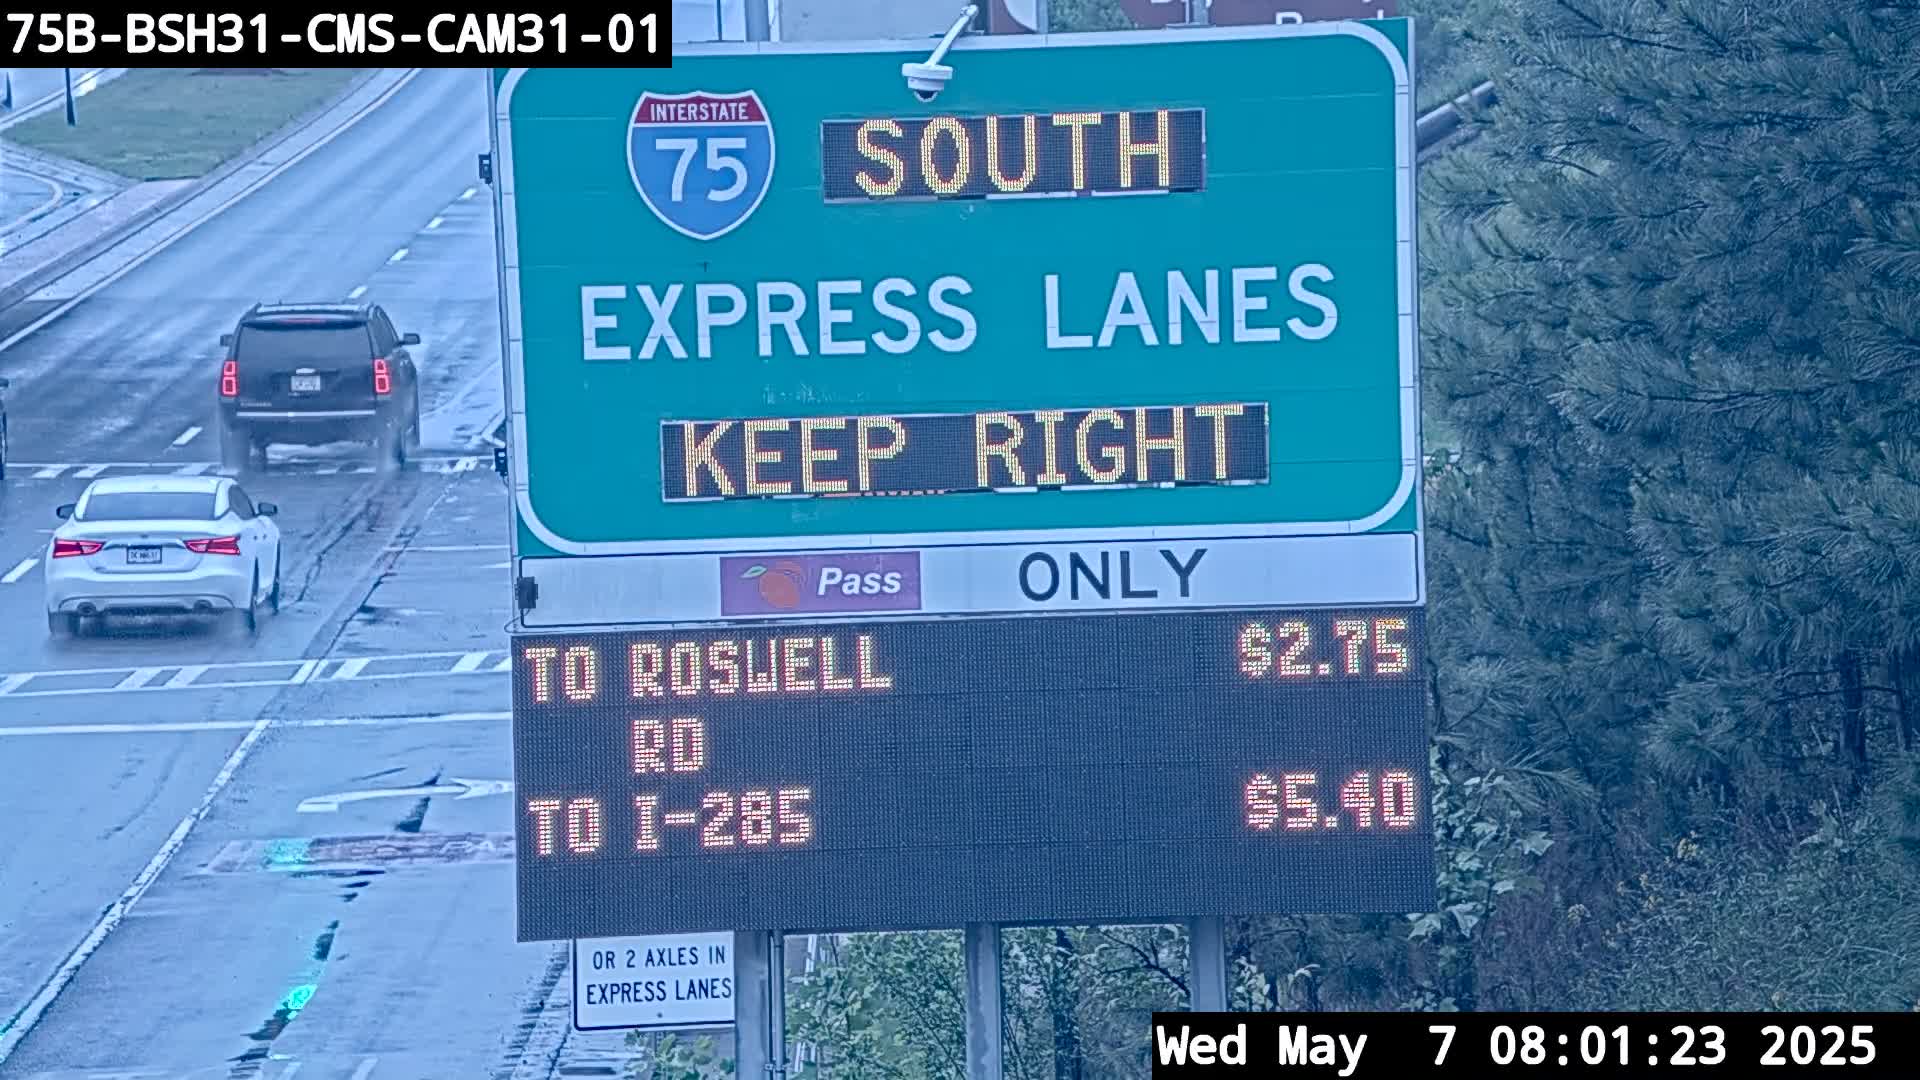 75B-BSH31-CMS-CAM31-01
INTERSTATE
75
SOUTH
EXPRESS LANES
KEEP RIGHT
Pass ONLY
TO ROSWELL $2.75
RD
TO I-285 $5.40
OR 2 AXLES IN
EXPRESS LANES
Wed May 7 08:01:23 2025